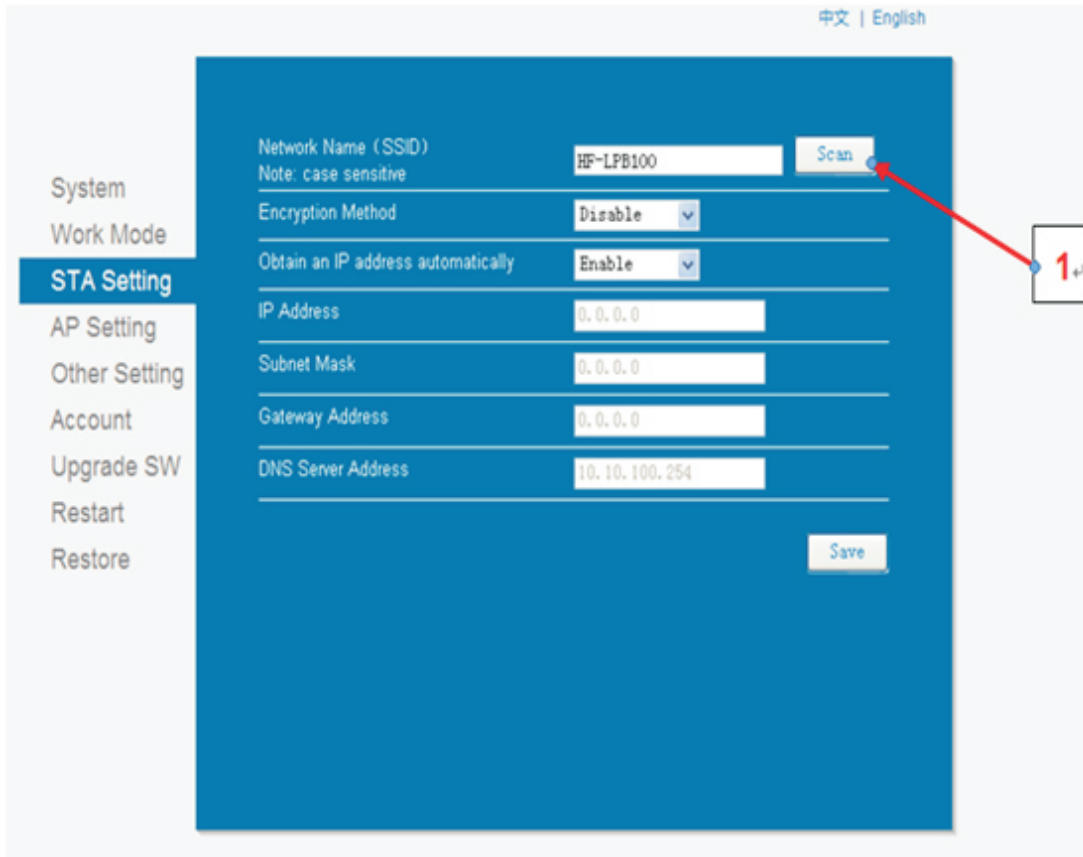 中文 | English
System
Work Mode
STA Setting
AP Setting
Other Setting
Account
Upgrade SW
Restart
Restore
Network Name（SSID）
Note: case sensitive
HF-LPB100
Scan
Encryption Method
Disable
Obtain an IP address automatically
Enable
IP Address
0.0.0.0
Subnet Mask
0.0.0.0
Gateway Address
0.0.0.0
DNS Server Address
10.10.100.254
Save
1